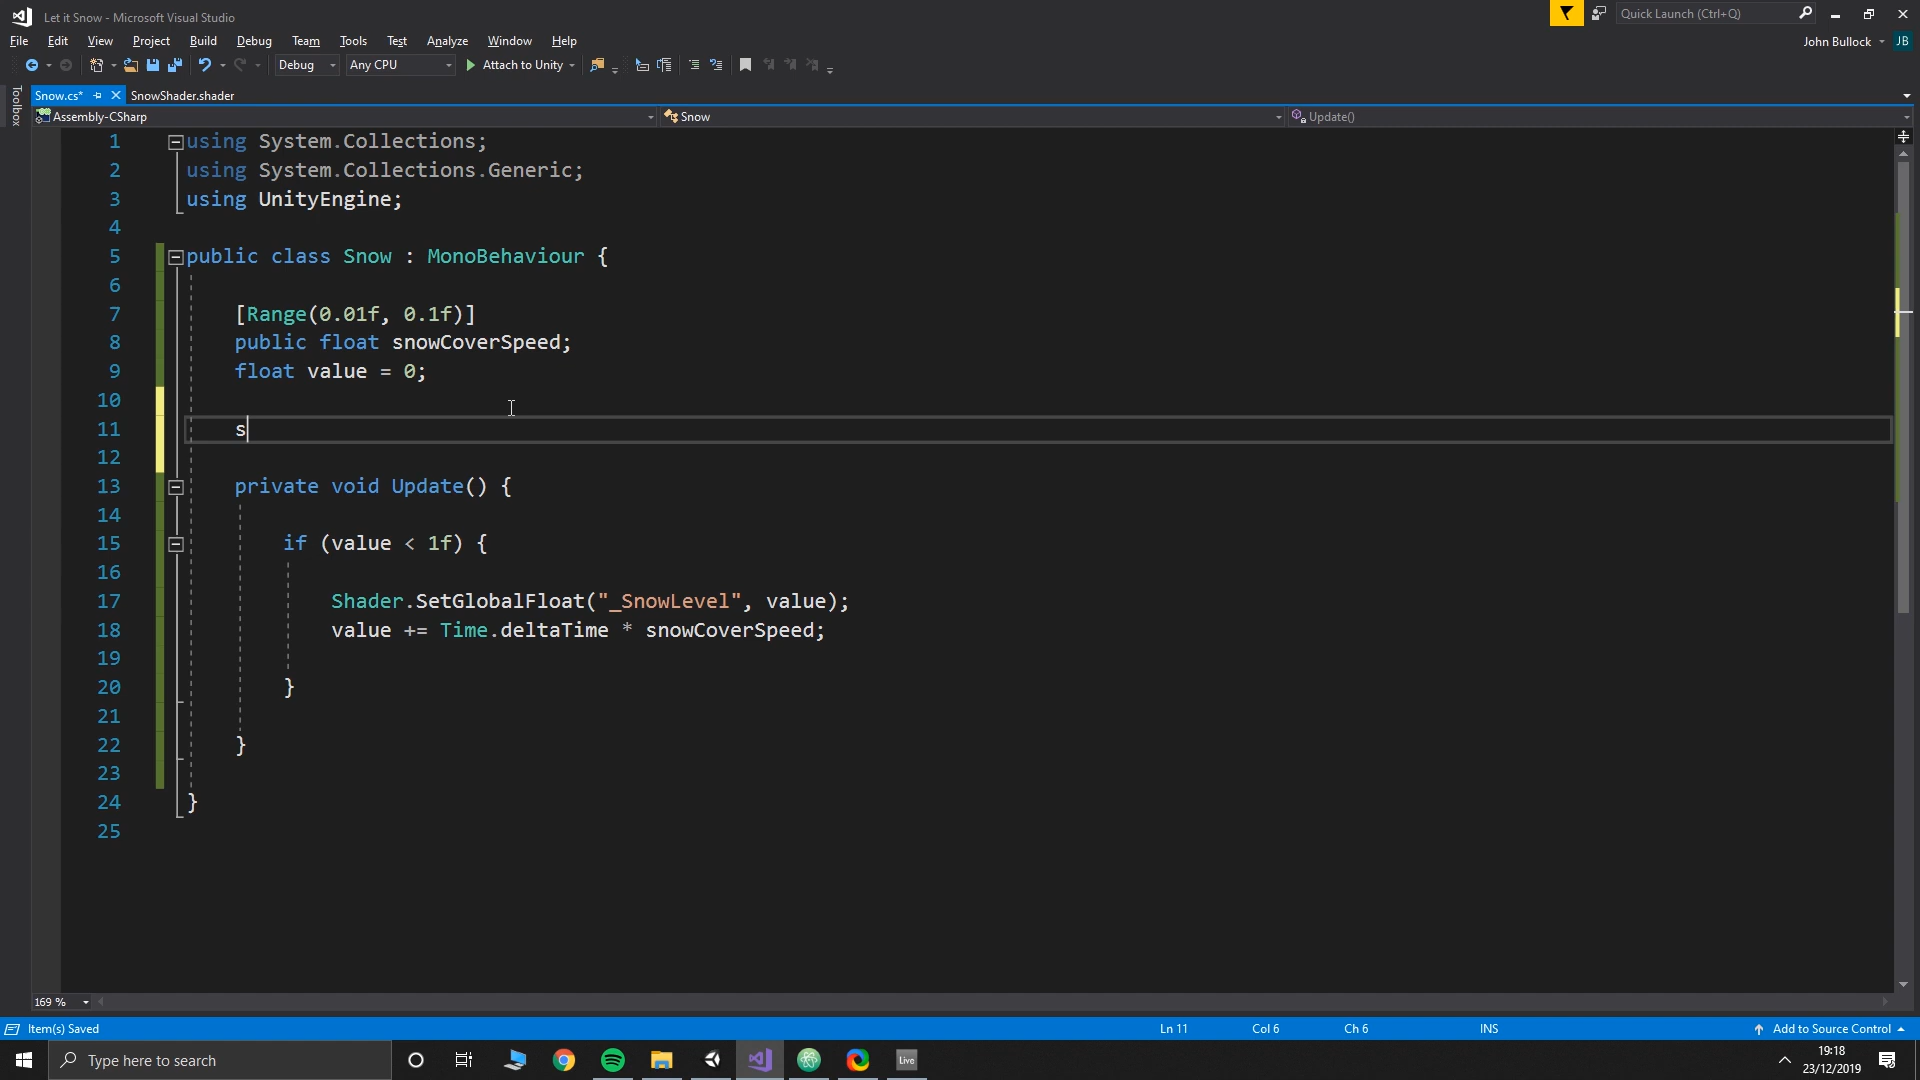 Let it Snow - Microsoft Visual Studio
Quick Launch (Ctrl+Q)
File Edit View Project Build Debug Team Tools Test Analyze Window Help
John Bullock JB
Debug Any CPU Attach to Unity
Toolbox
Snow.cs* SnowShader.shader
Assembly-CSharp Snow Update()
1 using System.Collections;
2 using System.Collections.Generic;
3 using UnityEngine;
4
5 public class Snow : MonoBehaviour {
6
7 [Range(0.01f, 0.1f)]
8 public float snowCoverSpeed;
9 float value = 0;
10
11 s
12
13 private void Update() {
14
15 if (value < 1f) {
16
17 Shader.SetGlobalFloat("_SnowLevel", value);
18 value += Time.deltaTime * snowCoverSpeed;
19
20 }
21
22 }
23
24 }
25
169 %
Item(s) Saved Ln 11 Col 6 Ch 6 INS Add to Source Control
Type here to search
Live
19:18
23/12/2019